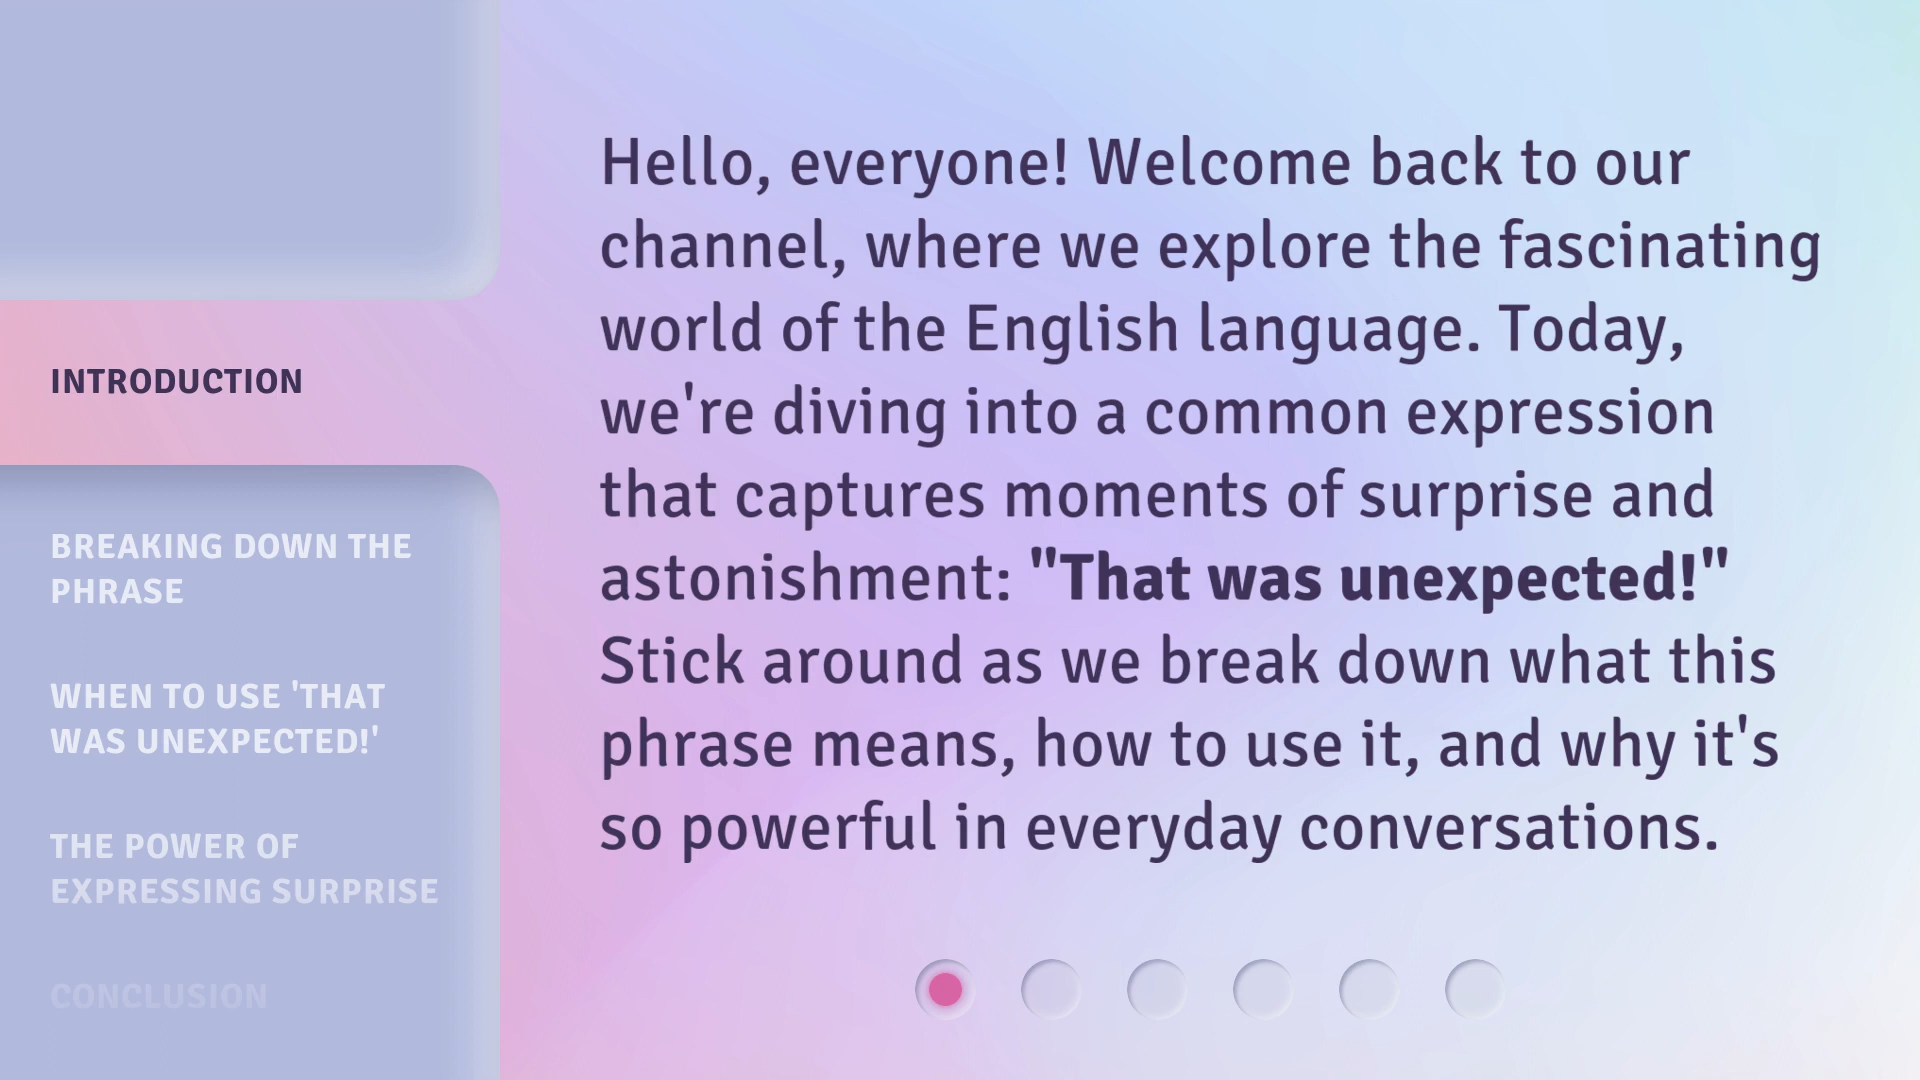 INTRODUCTION
BREAKING DOWN THE
PHRASE
WHEN TO USE 'THAT
WAS UNEXPECTED!'
THE POWER OF
EXPRESSING SURPRISE
CONCLUSION
Hello, everyone! Welcome back to our
channel, where we explore the fascinating
world of the English language. Today,
we're diving into a common expression
that captures moments of surprise and
astonishment: "That was unexpected!"
Stick around as we break down what this
phrase means, how to use it, and why it's
so powerful in everyday conversations.